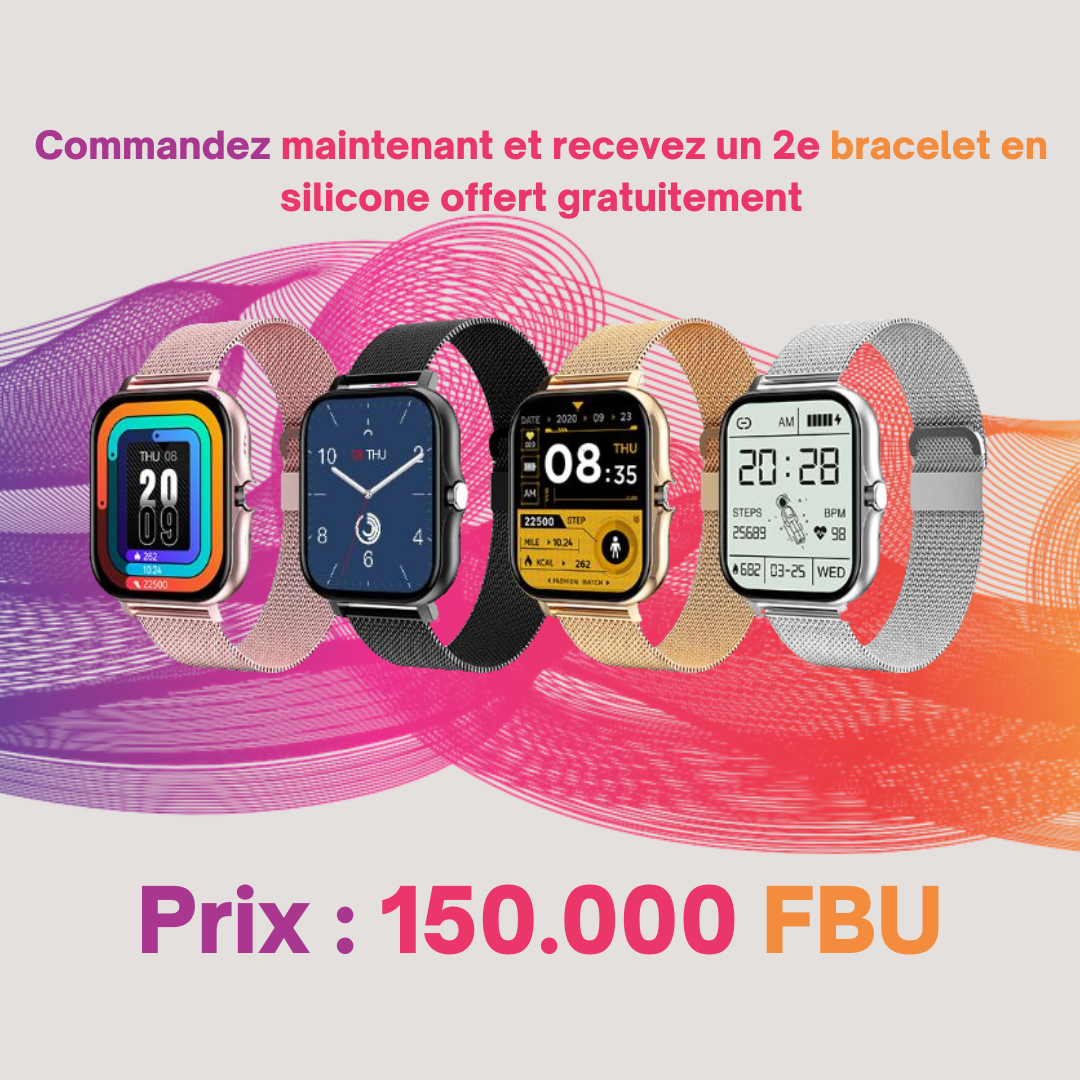 Commandez maintenant et recevez un 2e bracelet en
silicone offert gratuitement
THU 08
20
09
262
10.24
22500
10
2
08 THU
8
4
6
DATE 2020 09 23
THU
08:35
AM
22500 STEP
MILE 10.24
KCAL 262
FASHION WATCH
AM
20:28
STEPS
BPM
25689
98
682 03-25 WED
Prix : 150.000 FBU